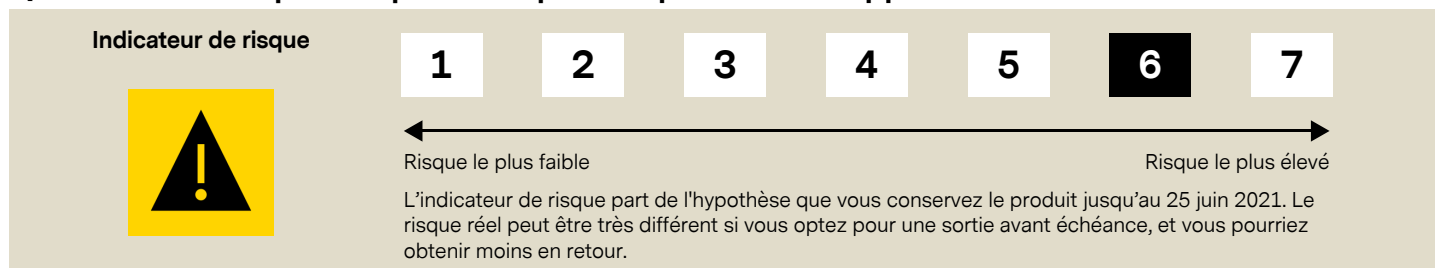 Indicateur de risque
1 2 3 4 5 6 7
Risque le plus faible
Risque le plus élevé
L'indicateur de risque part de l'hypothèse que vous conservez le produit jusqu'au 25 juin 2021. Le
risque réel peut être très différent si vous optez pour une sortie avant échéance, et vous pourriez
obtenir moins en retour.